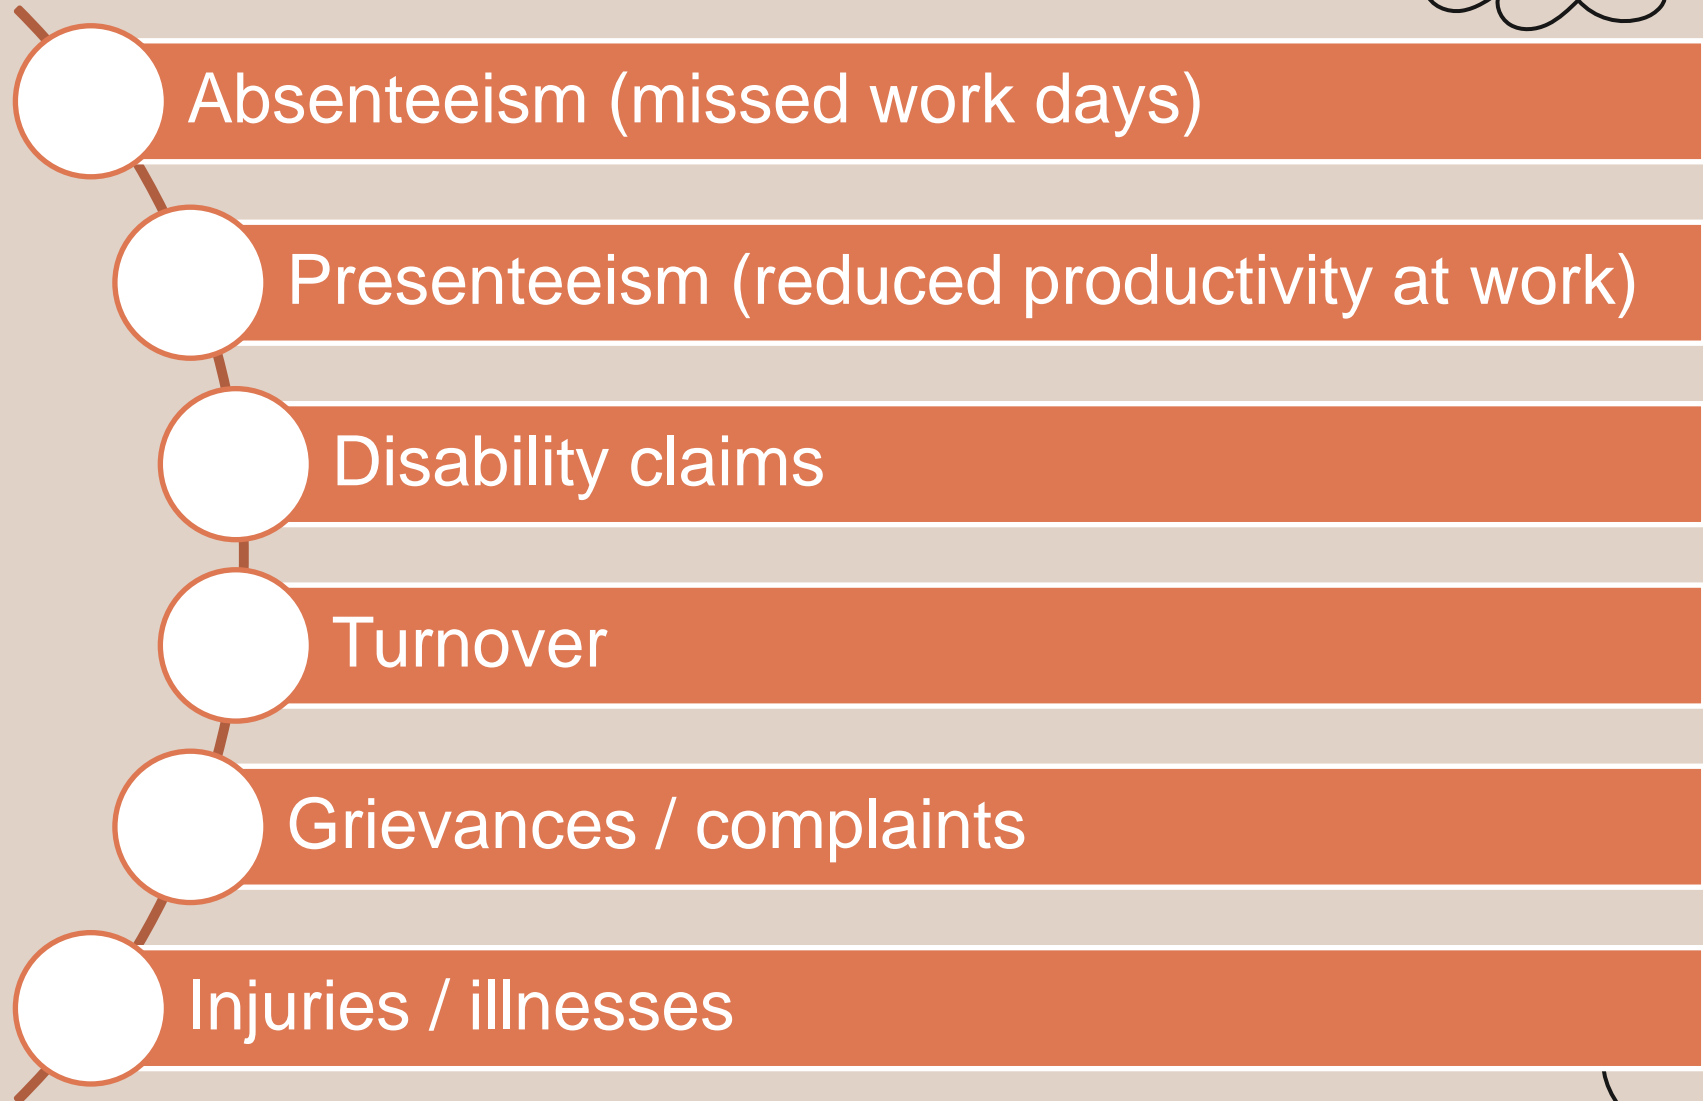 Absenteeism (missed work days)
Presenteeism (reduced productivity at work)
Disability claims
Turnover
Grievances / complaints
Injuries / illnesses